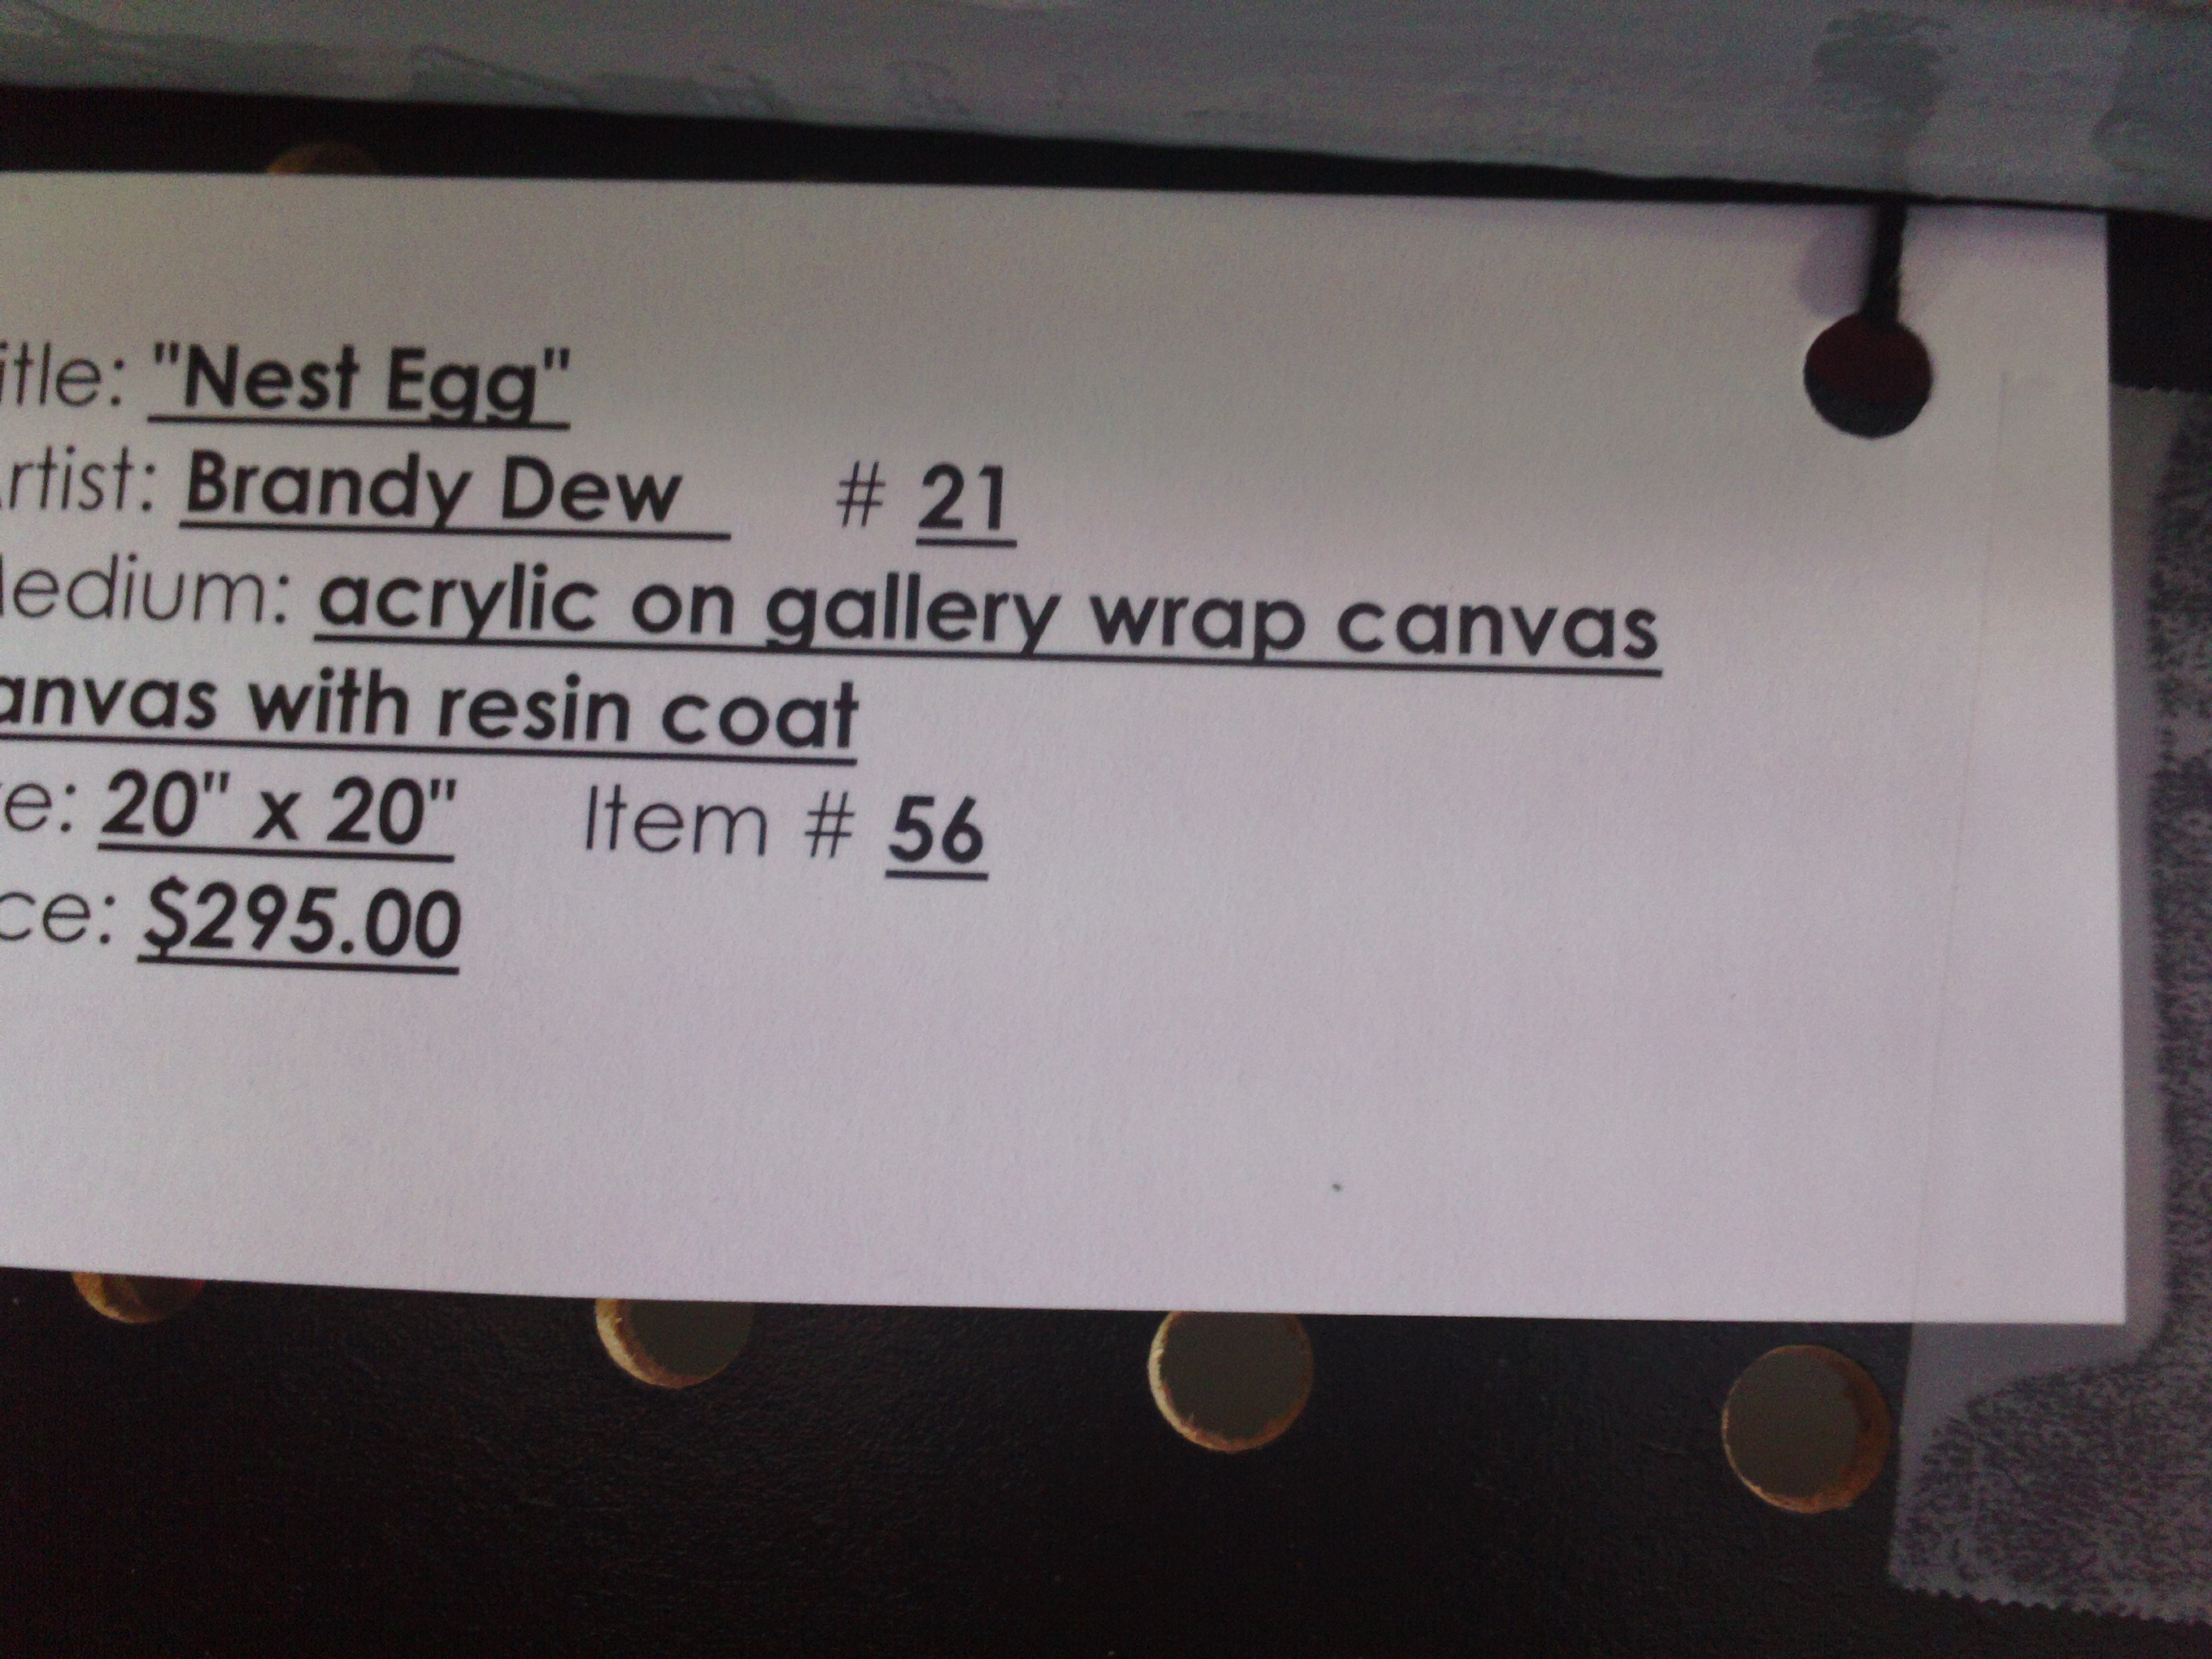 itle: "Nest Egg"
rtist: Brandy Dew # 21
edium: acrylic on gallery wrap canvas
anvas with resin coat
e: 20" x 20" Item # 56
ce: $295.00